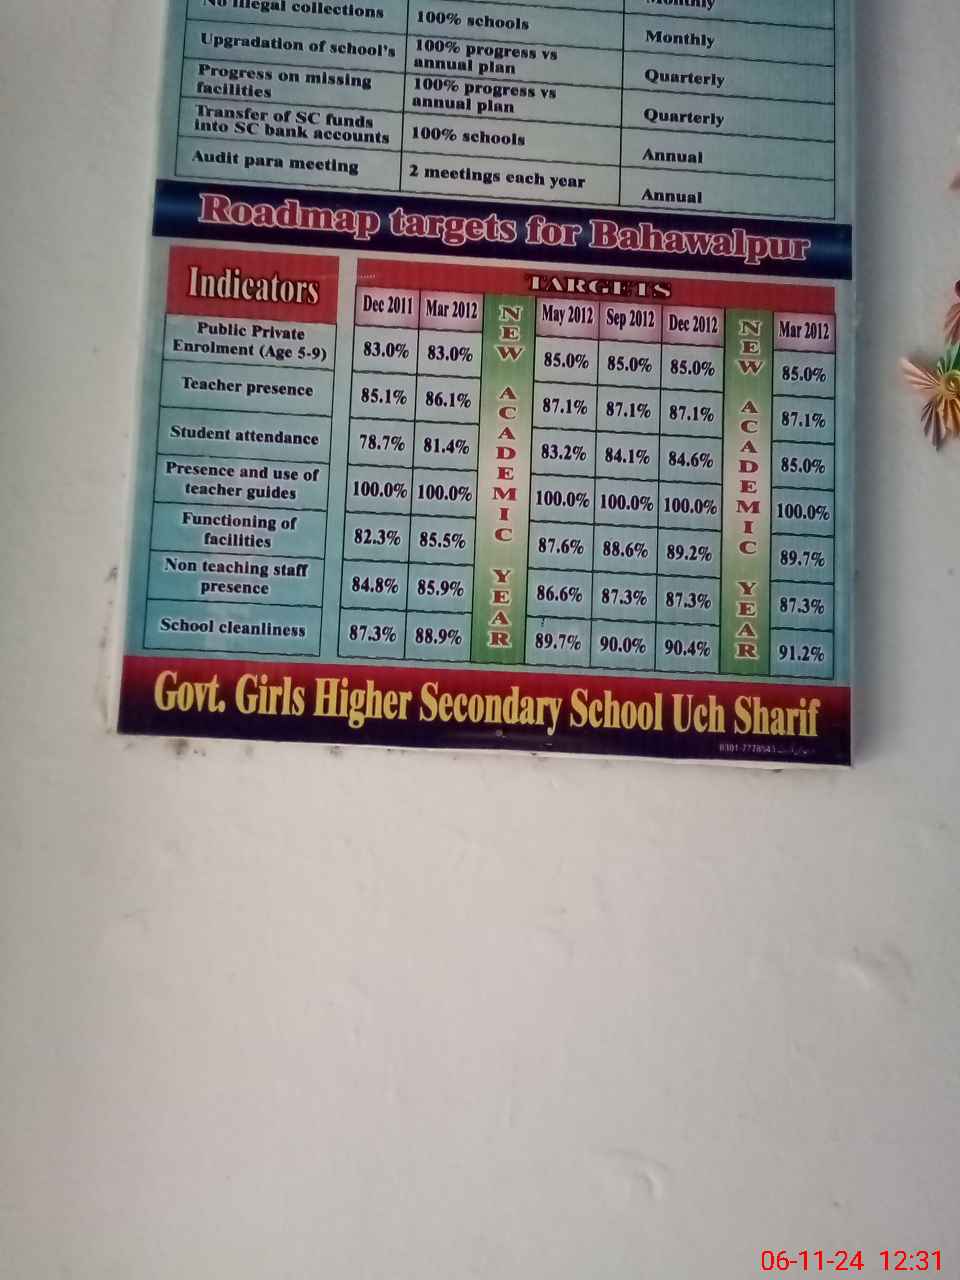 No illegal collections 100% schools Monthly
Upgradation of school's 100% progress vs annual plan Monthly
Progress on missing facilities 100% progress vs annual plan Quarterly
Transfer of SC funds into SC bank accounts 100% schools Quarterly
Audit para meeting 2 meetings each year Annual
Annual
Roadmap targets for Bahawalpur
Indicators TARGETS
Dec 2011 Mar 2012 NEW ACADEMIC YEAR May 2012 Sep 2012 Dec 2012 NEW ACADEMIC YEAR Mar 2012
Public Private
Enrolment (Age 5-9) 83.0% 83.0% 85.0% 85.0% 85.0% 85.0%
Teacher presence 85.1% 86.1% 87.1% 87.1% 87.1% 87.1%
Student attendance 78.7% 81.4% 83.2% 84.1% 84.6% 85.0%
Presence and use of
teacher guides 100.0% 100.0% 100.0% 100.0% 100.0% 100.0%
Functioning of
facilities 82.3% 85.5% 87.6% 88.6% 89.2% 89.7%
Non teaching staff
presence 84.8% 85.9% 86.6% 87.3% 87.3% 87.3%
School cleanliness 87.3% 88.9% 89.7% 90.0% 90.4% 91.2%
Govt. Girls Higher Secondary School Uch Sharif
06-11-24 12:31